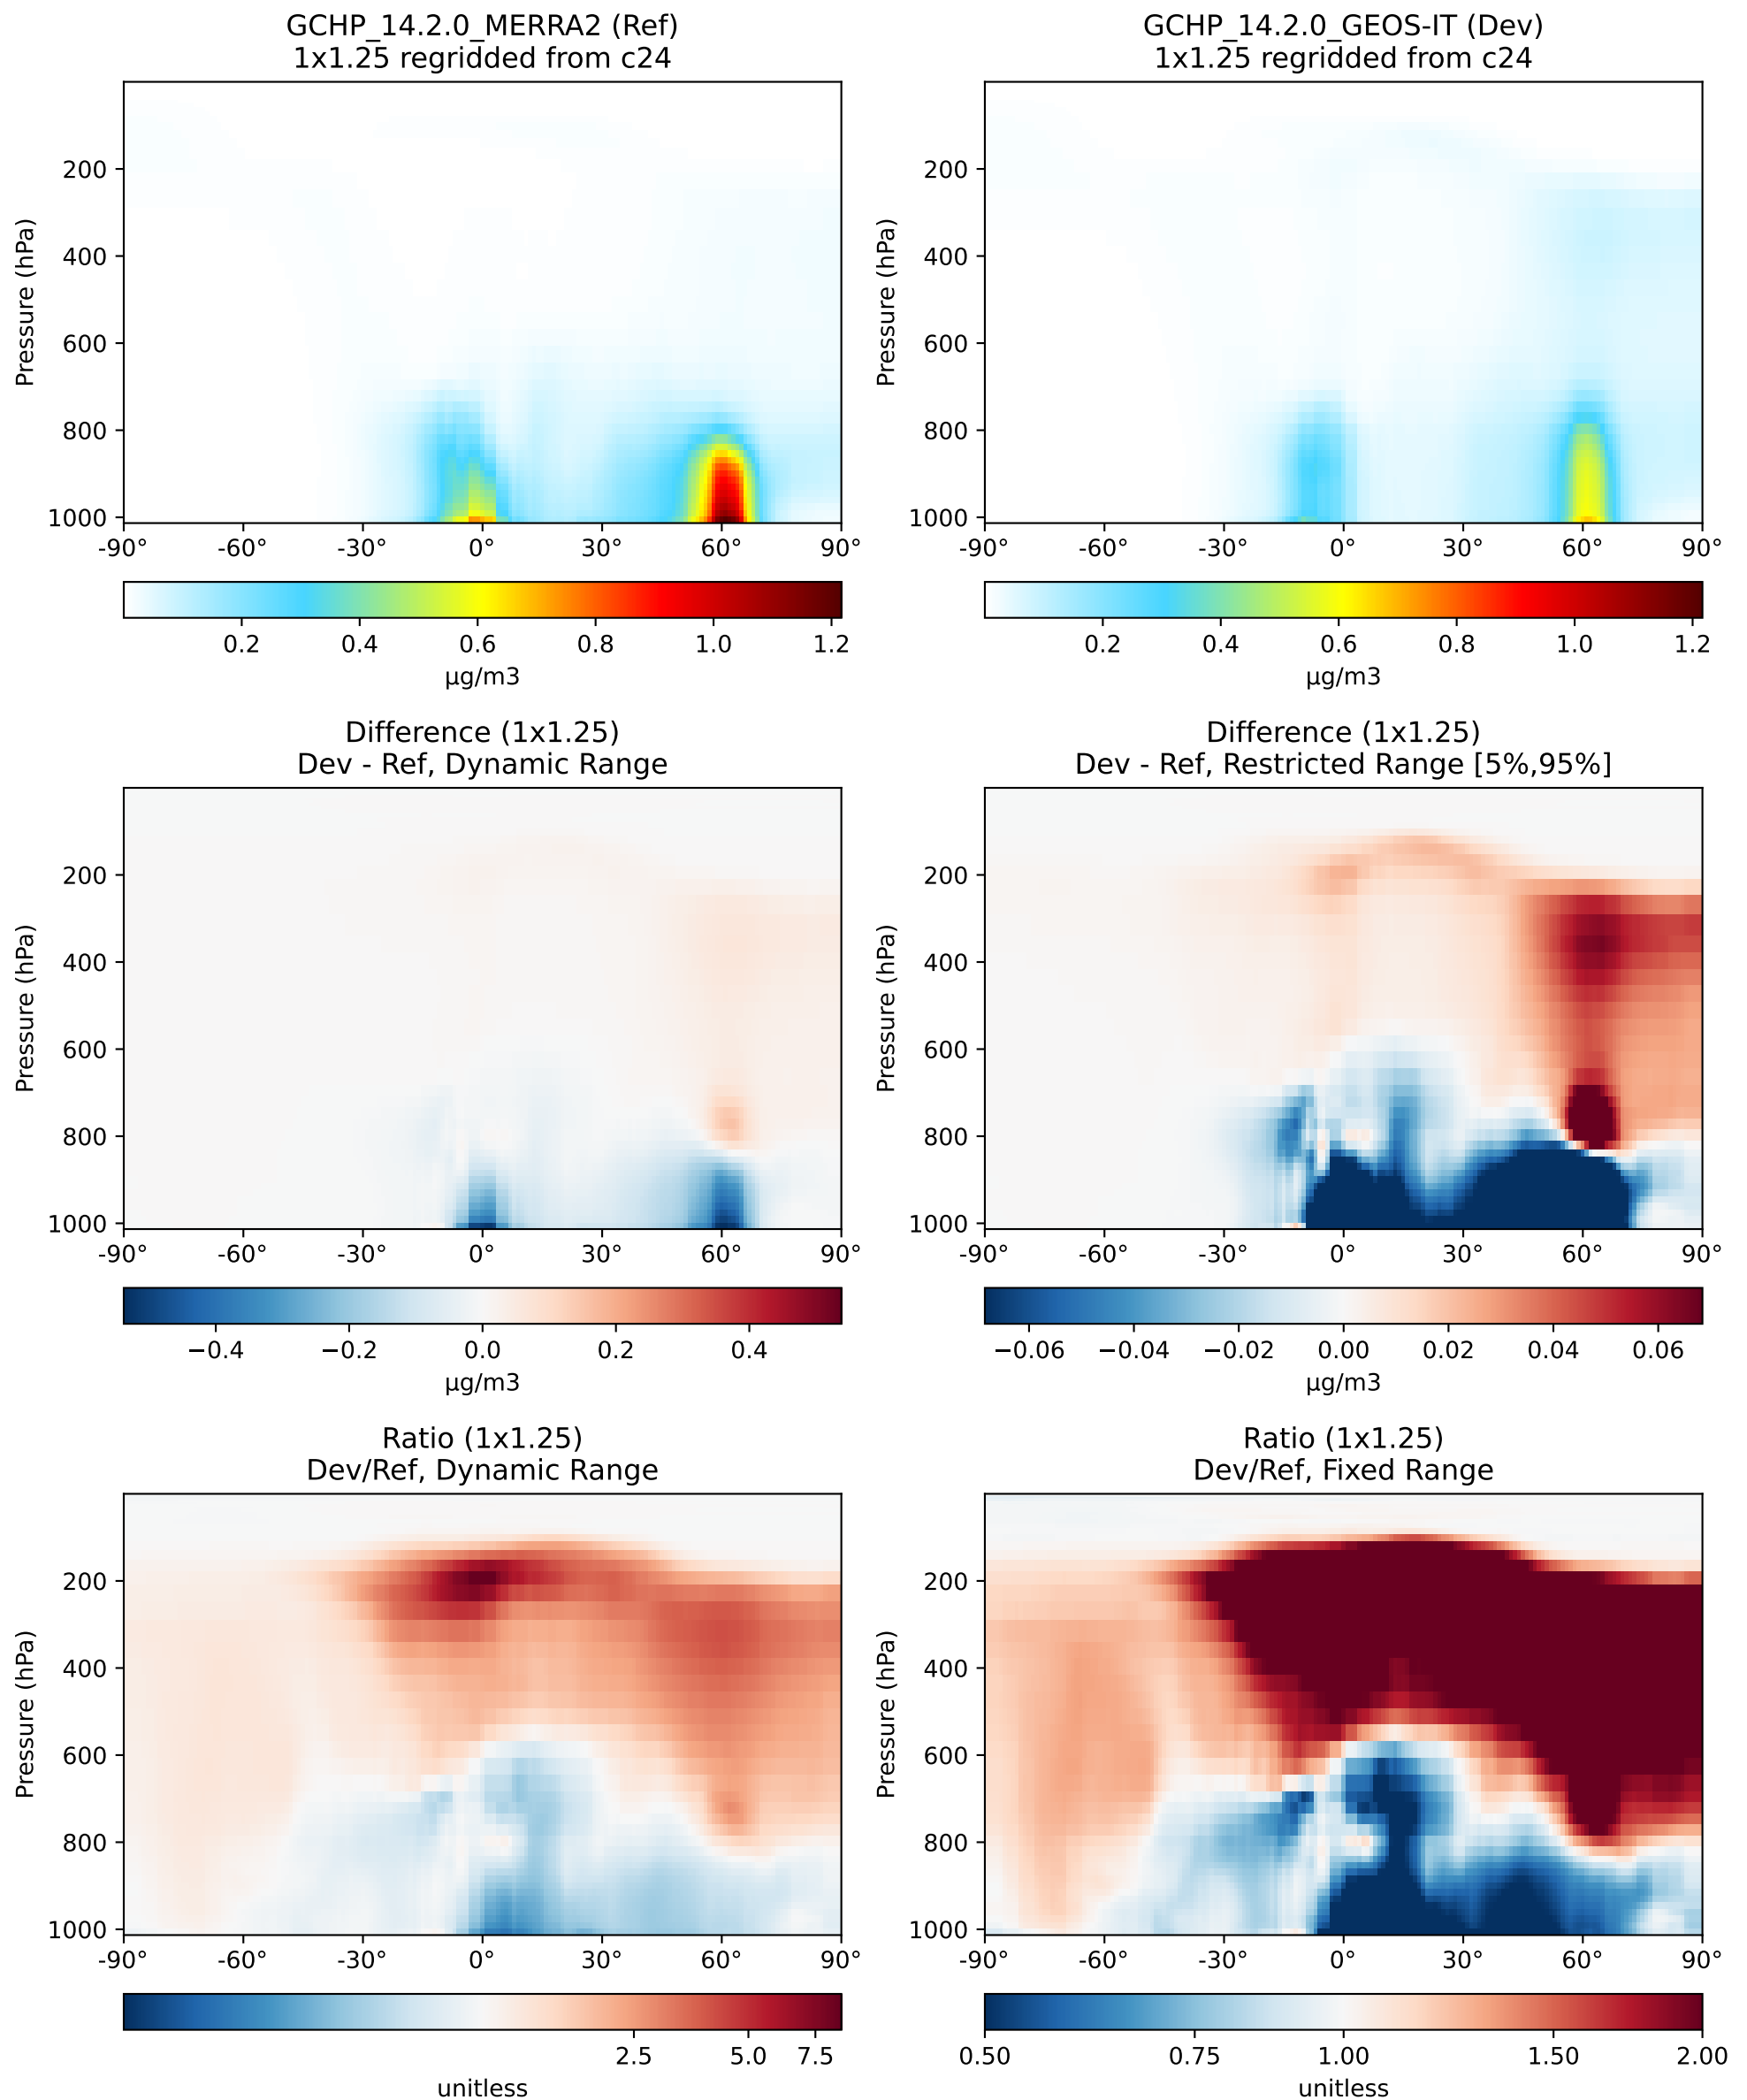 GCHP_14.2.0_MERRA2 (Ref)
1x1.25 regridded from c24
Pressure (hPa)
200
400
600
800
1000
-90° -60° -30° 0° 30° 60° 90°
0.2 0.4 0.6 0.8 1.0 1.2
µg/m3
GCHP_14.2.0_GEOS-IT (Dev)
1x1.25 regridded from c24
Pressure (hPa)
200
400
600
800
1000
-90° -60° -30° 0° 30° 60° 90°
0.2 0.4 0.6 0.8 1.0 1.2
µg/m3
Difference (1x1.25)
Dev - Ref, Dynamic Range
Pressure (hPa)
200
400
600
800
1000
-90° -60° -30° 0° 30° 60° 90°
−0.4 −0.2 0.0 0.2 0.4
µg/m3
Difference (1x1.25)
Dev - Ref, Restricted Range [5%,95%]
Pressure (hPa)
200
400
600
800
1000
-90° -60° -30° 0° 30° 60° 90°
−0.06 −0.04 −0.02 0.00 0.02 0.04 0.06
µg/m3
Ratio (1x1.25)
Dev/Ref, Dynamic Range
Pressure (hPa)
200
400
600
800
1000
-90° -60° -30° 0° 30° 60° 90°
2.5 5.0 7.5
unitless
Ratio (1x1.25)
Dev/Ref, Fixed Range
Pressure (hPa)
200
400
600
800
1000
-90° -60° -30° 0° 30° 60° 90°
0.50 0.75 1.00 1.50 2.00
unitless